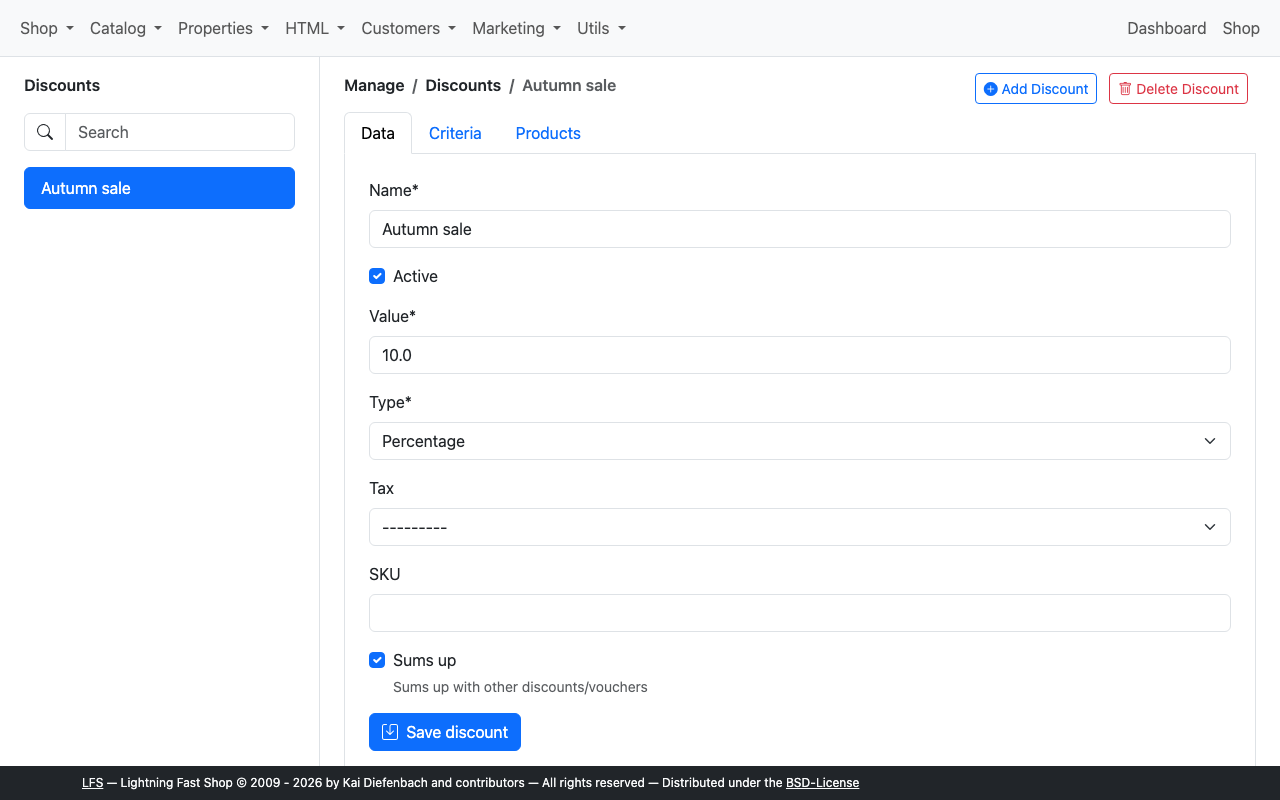 Shop Catalog Properties HTML Customers Marketing Utils Dashboard Shop
Discounts
Search
Autumn sale
Manage / Discounts / Autumn sale
Add Discount Delete Discount
Data Criteria Products
Name*
Autumn sale
Active
Value*
10.0
Type*
Percentage
Tax
---------
SKU
Sums up
Sums up with other discounts/vouchers
Save discount
LFS — Lightning Fast Shop © 2009 - 2026 by Kai Diefenbach and contributors — All rights reserved — Distributed under the BSD-License